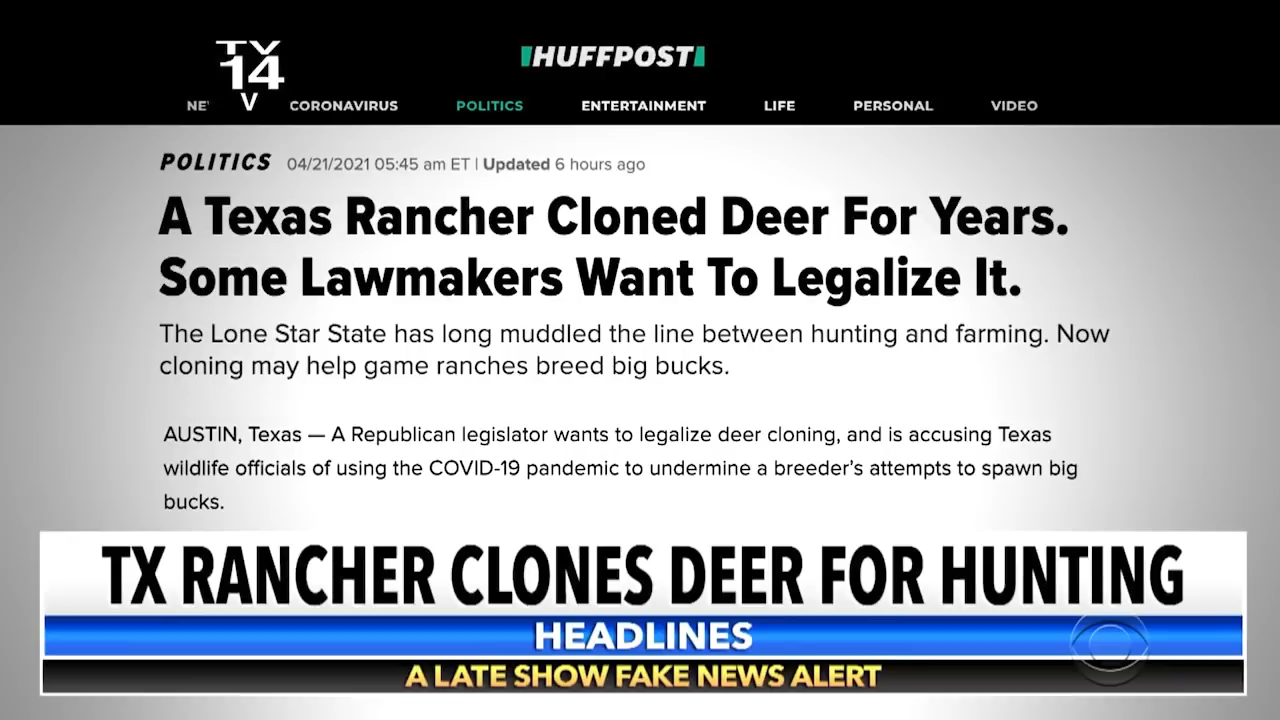 TV
14
V
HUFFPOST
NE' CORONAVIRUS POLITICS ENTERTAINMENT LIFE PERSONAL VIDEO
POLITICS 04/21/2021 05:45 am ET | Updated 6 hours ago
A Texas Rancher Cloned Deer For Years.
Some Lawmakers Want To Legalize It.
The Lone Star State has long muddled the line between hunting and farming. Now
cloning may help game ranches breed big bucks.
AUSTIN, Texas — A Republican legislator wants to legalize deer cloning, and is accusing Texas
wildlife officials of using the COVID-19 pandemic to undermine a breeder's attempts to spawn big
bucks.
TX RANCHER CLONES DEER FOR HUNTING
HEADLINES
A LATE SHOW FAKE NEWS ALERT